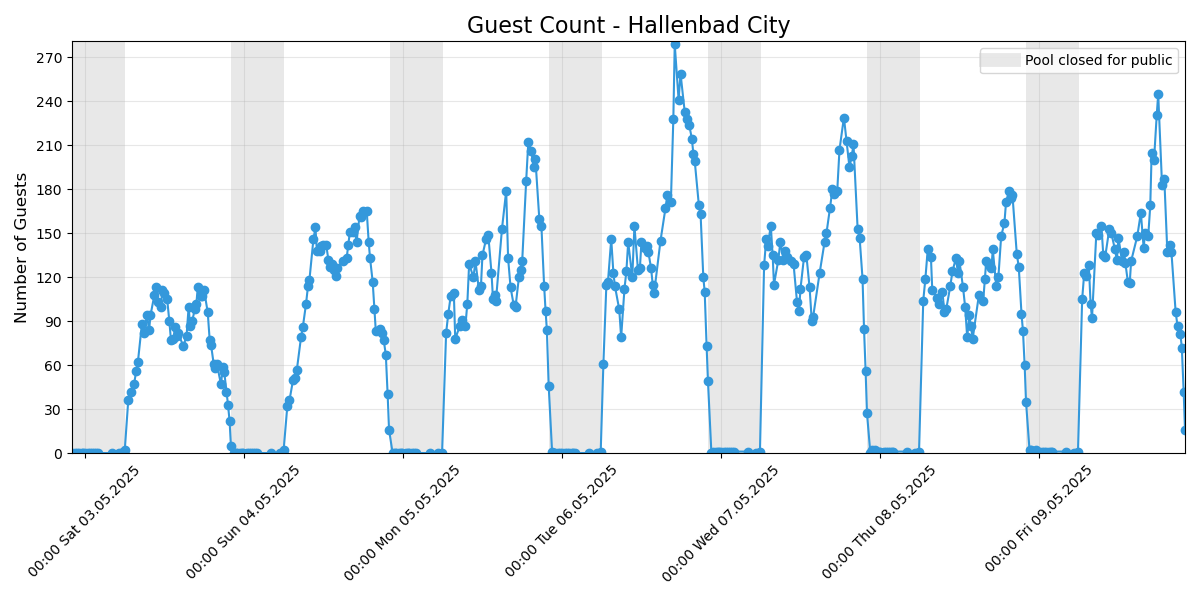 Guest Count - Hallenbad City
Pool closed for public
Number of Guests
270
240
210
180
150
120
90
60
30
0
00:00 Sat 03.05.2025
00:00 Sun 04.05.2025
00:00 Mon 05.05.2025
00:00 Tue 06.05.2025
00:00 Wed 07.05.2025
00:00 Thu 08.05.2025
00:00 Fri 09.05.2025